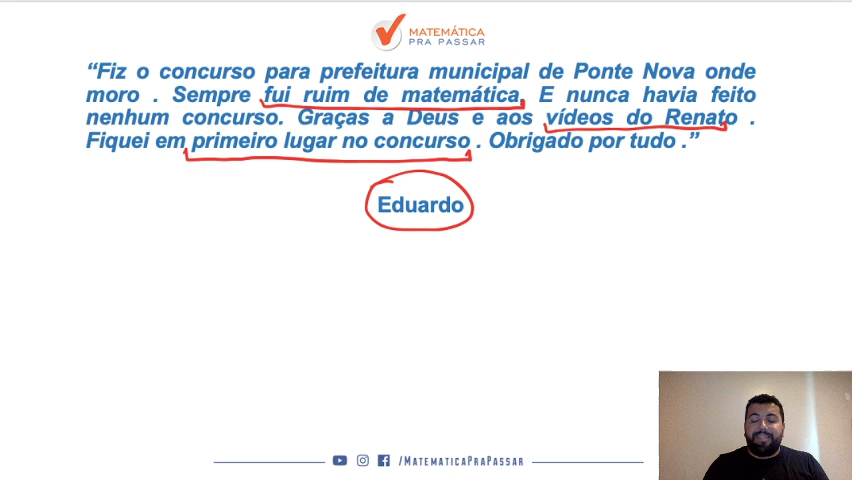 MATEMÁTICA
PRA PASSAR
“Fiz o concurso para prefeitura municipal de Ponte Nova onde
moro . Sempre fui ruim de matemática. E nunca havia feito
nenhum concurso. Graças a Deus e aos vídeos do Renato .
Fiquei em primeiro lugar no concurso . Obrigado por tudo .”
Eduardo
/MatematicaPraPassar